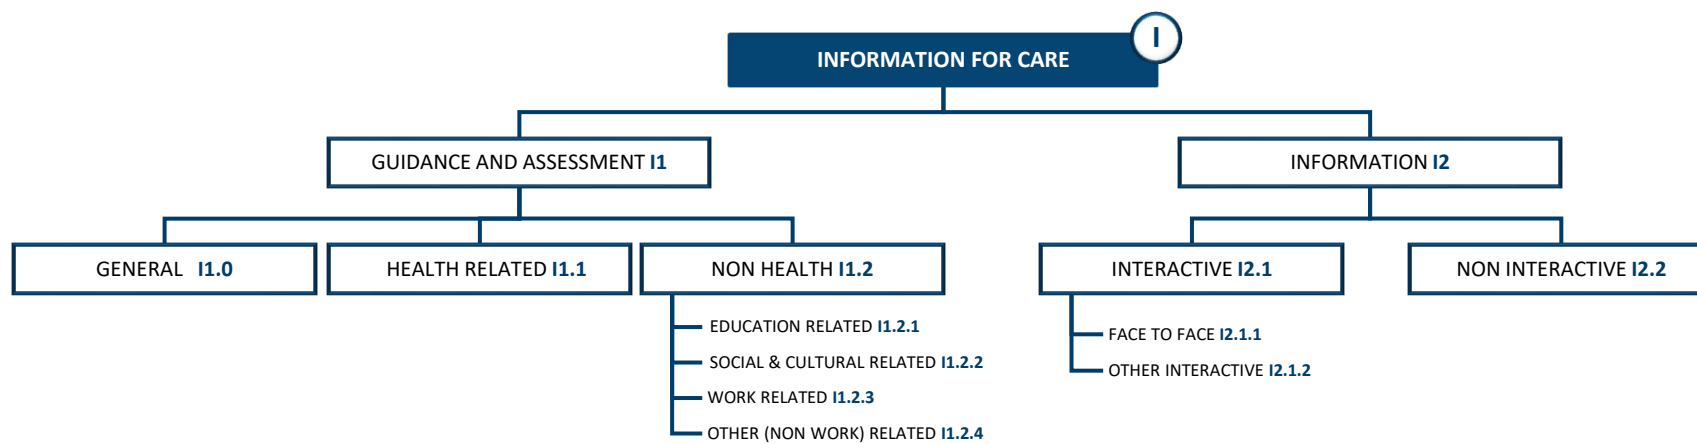 I
INFORMATION FOR CARE
GUIDANCE AND ASSESSMENT I1
INFORMATION I2
GENERAL I1.0
HEALTH RELATED I1.1
NON HEALTH I1.2
INTERACTIVE I2.1
NON INTERACTIVE I2.2
EDUCATION RELATED I1.2.1
SOCIAL & CULTURAL RELATED I1.2.2
WORK RELATED I1.2.3
OTHER (NON WORK) RELATED I1.2.4
FACE TO FACE I2.1.1
OTHER INTERACTIVE I2.1.2